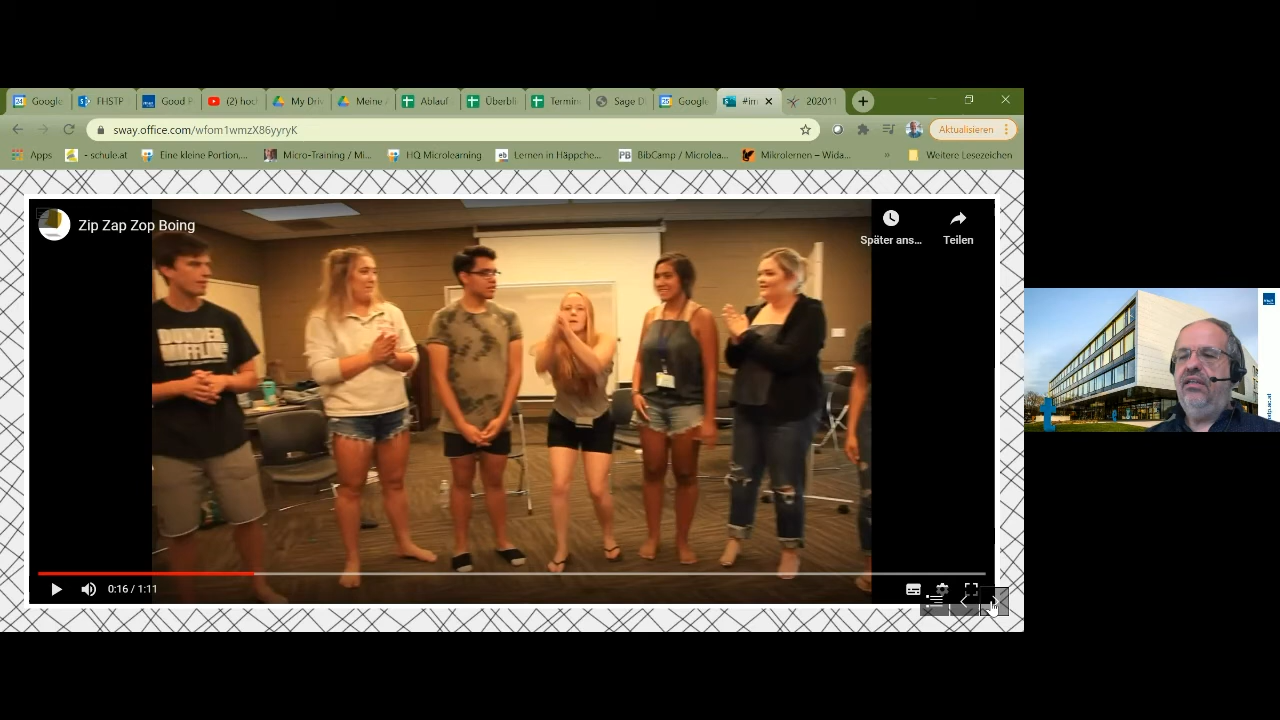 Google
FHSTP
Good F
(2) hoc
My Driv
Meine A
Ablauf
Überbli
Termin
Sage D
Google
#im
202011
sway.office.com/wfom1wmzX86yyryK
Aktualisieren
Apps
- schule.at
Eine kleine Portion,...
Micro-Training / Mi...
HQ Microlearning
Lernen in Häppche...
BibCamp / Microlea...
Mikrolernen – Wida...
»
Weitere Lesezeichen
Zip Zap Zop Boing
Später ans...
Teilen
DUNDER
MIFFLIN
0:16 / 1:11